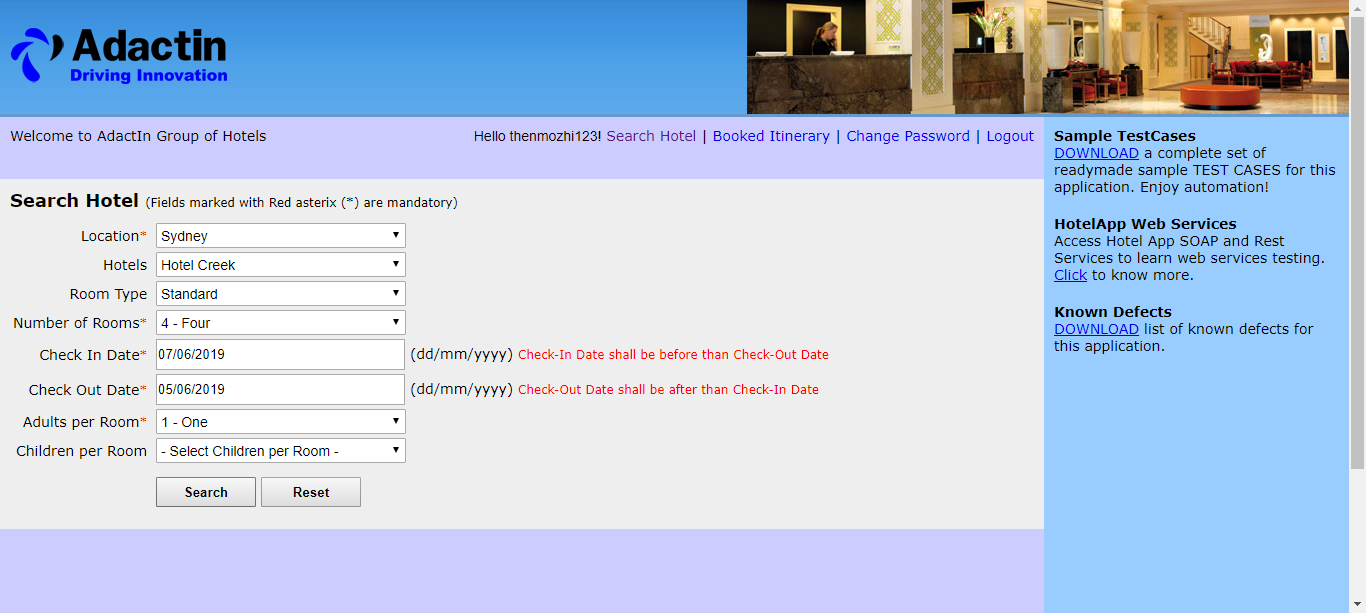 Adactin
Driving Innovation
Welcome to AdactIn Group of Hotels
Hello thenmozhi123! Search Hotel | Booked Itinerary | Change Password | Logout
Search Hotel (Fields marked with Red asterix (*) are mandatory)
Location* Sydney
Hotels Hotel Creek
Room Type Standard
Number of Rooms* 4 - Four
Check In Date* 07/06/2019 (dd/mm/yyyy) Check-In Date shall be before than Check-Out Date
Check Out Date* 05/06/2019 (dd/mm/yyyy) Check-Out Date shall be after than Check-In Date
Adults per Room* 1 - One
Children per Room - Select Children per Room -
Search Reset
Sample TestCases
DOWNLOAD a complete set of
readymade sample TEST CASES for this
application. Enjoy automation!
HotelApp Web Services
Access Hotel App SOAP and Rest
Services to learn web services testing.
Click to know more.
Known Defects
DOWNLOAD list of known defects for
this application.